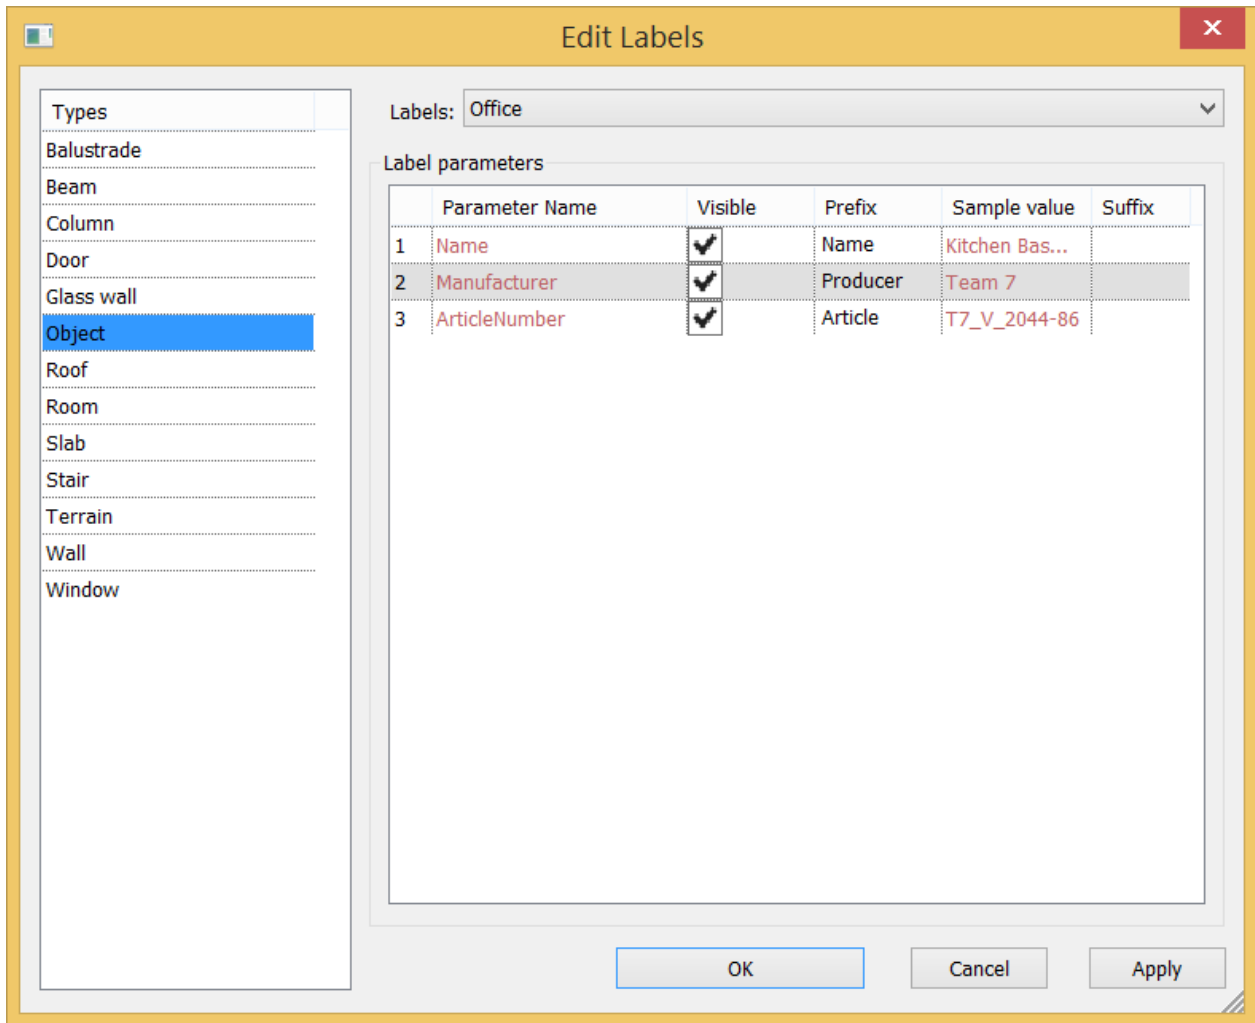 Edit Labels
Types
Balustrade
Beam
Column
Door
Glass wall
Object
Roof
Room
Slab
Stair
Terrain
Wall
Window
Labels: Office
Label parameters
Parameter Name Visible Prefix Sample value Suffix
1 Name Name Kitchen Bas...
2 Manufacturer Producer Team 7
3 ArticleNumber Article T7_V_2044-86
OK Cancel Apply